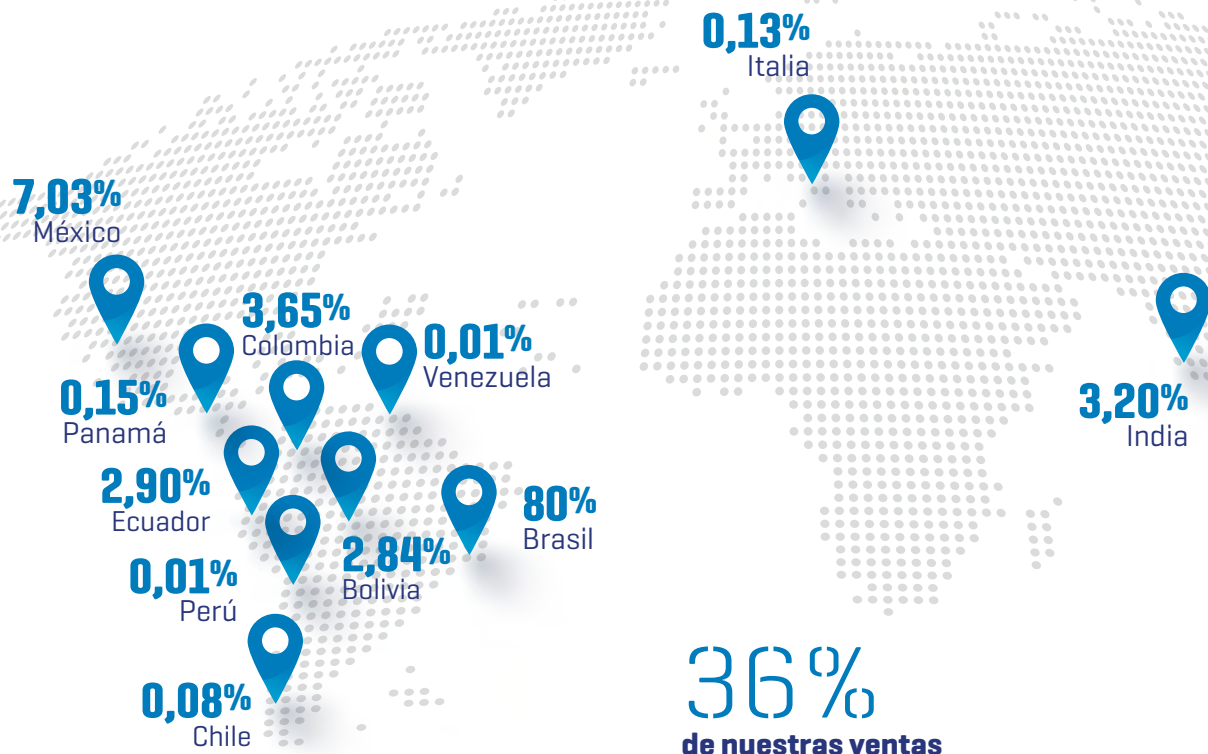 0,13%
Italia
7,03%
México
3,65%
Colombia
0,01%
Venezuela
0,15%
Panamá
3,20%
India
2,90%
Ecuador
80%
Brasil
2,84%
Bolivia
0,01%
Perú
0,08%
Chile
36%
de nuestras ventas